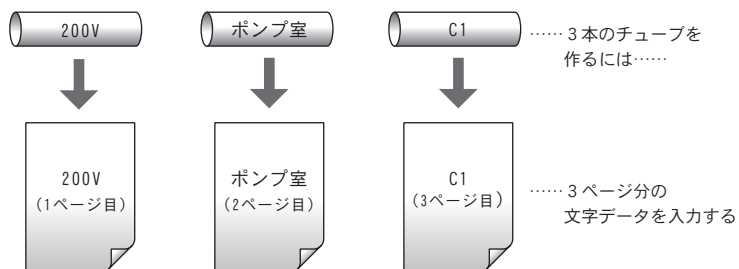 200V
ポンプ室
C1
……３本のチューブを
作るには……
200V
(1ページ目)
ポンプ室
(2ページ目)
C1
(3ページ目)
……３ページ分の
文字データを入力する